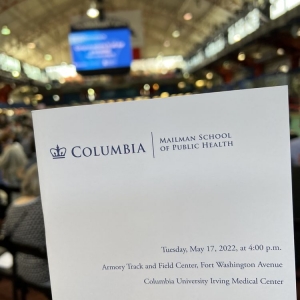 COLUMBIA
MAILMAN SCHOOL
OF PUBLIC HEALTH
Tuesday, May 17, 2022, at 4:00 p.m.
Armory Track and Field Center, Fort Washington Avenue
Columbia University Irving Medical Center